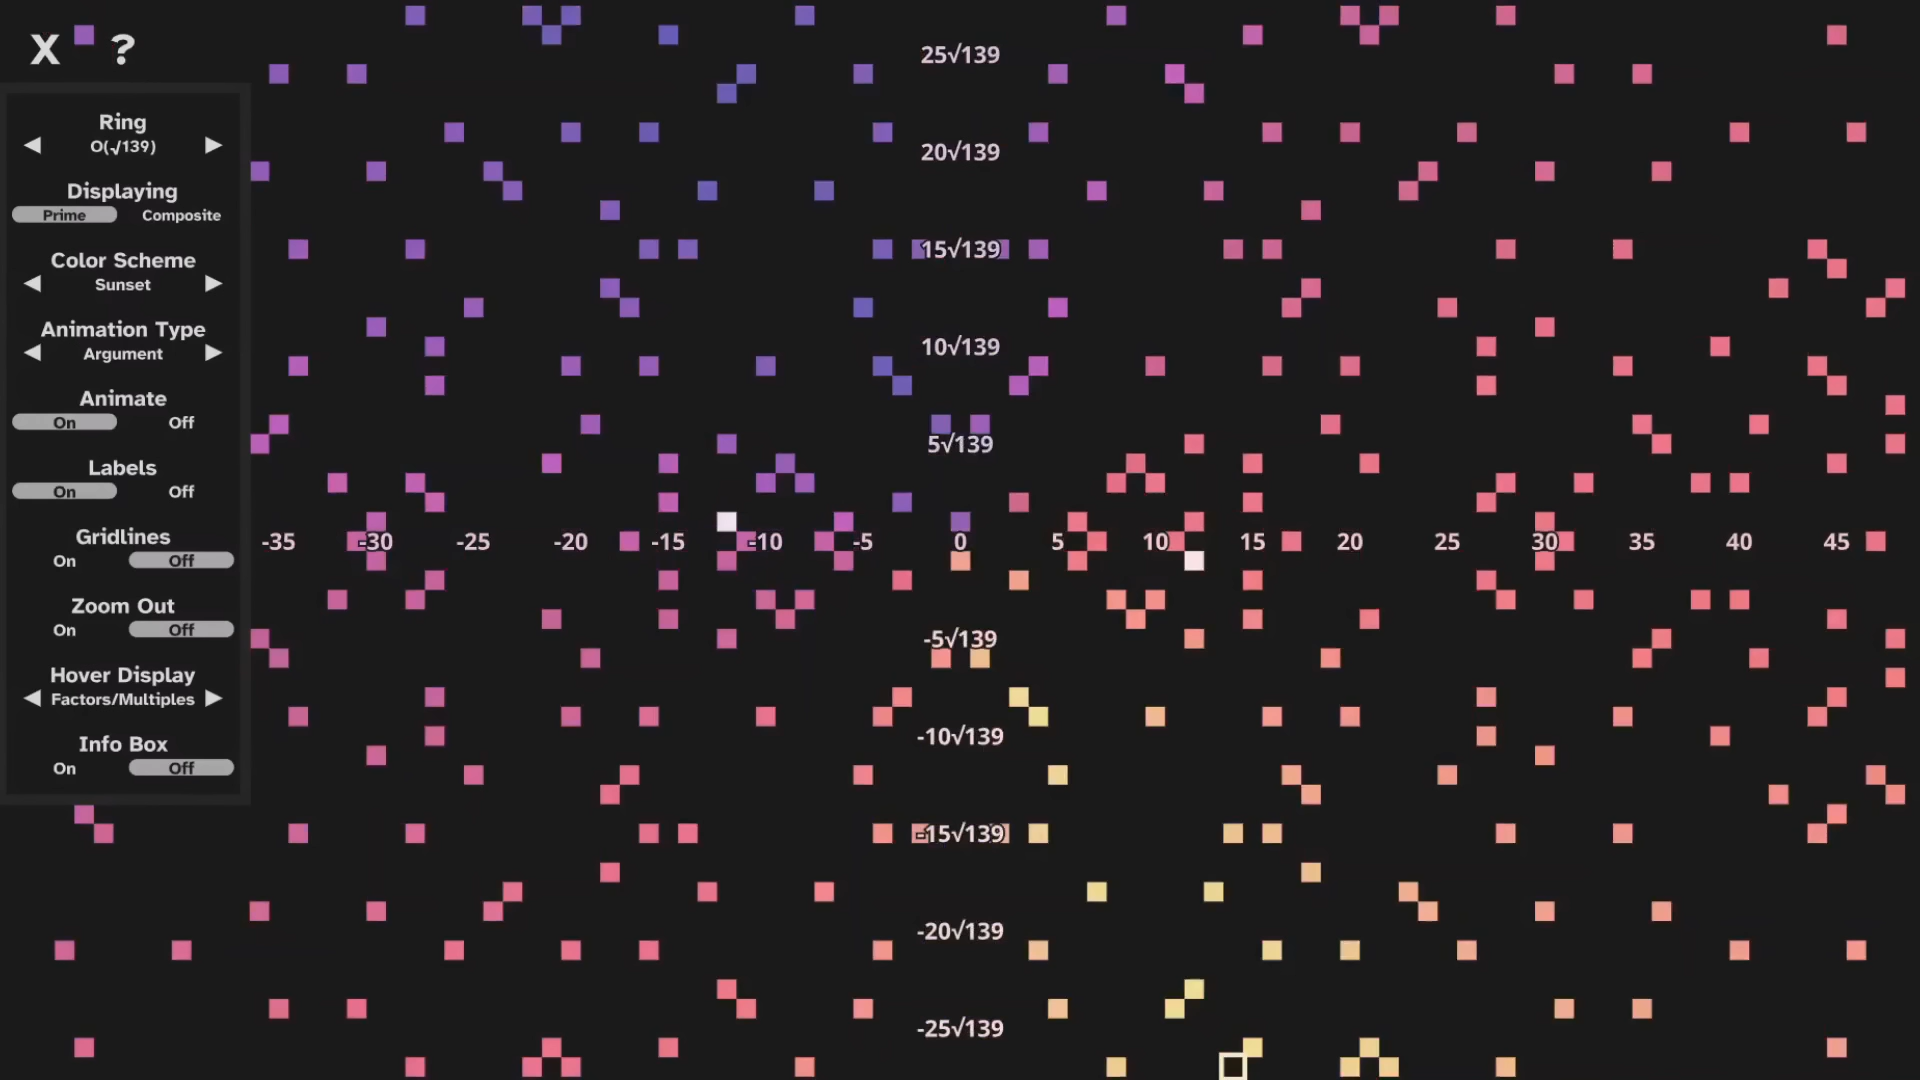 X ?
25√139
Ring
O(√139)
20√139
Displaying
Prime Composite
15√139
Color Scheme
Sunset
Animation Type
Argument
10√139
Animate
On Off
5√139
Labels
On Off
Gridlines
-35 -30 -25 -20 -15 -10 -5 0 5 10 15 20 25 30 35 40 45
On Off
Zoom Out
On Off
-5√139
Hover Display
Factors/Multiples
-10√139
Info Box
On Off
-15√139
-20√139
-25√139